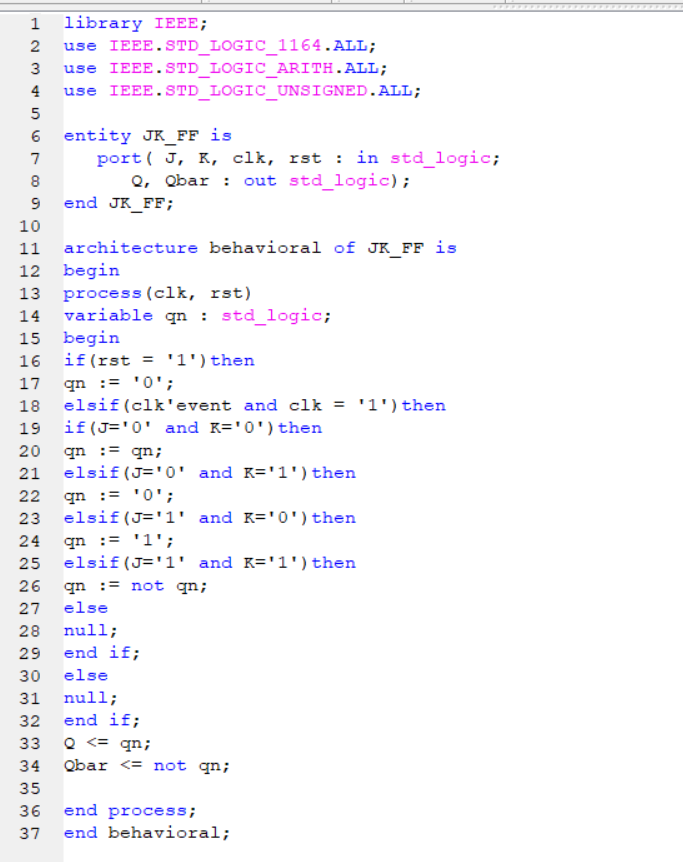 1 library IEEE;
2 use IEEE.STD_LOGIC_1164.ALL;
3 use IEEE.STD_LOGIC_ARITH.ALL;
4 use IEEE.STD_LOGIC_UNSIGNED.ALL;
5
6 entity JK_FF is
7 port( J, K, clk, rst : in std_logic;
8 Q, Qbar : out std_logic);
9 end JK_FF;
10
11 architecture behavioral of JK_FF is
12 begin
13 process(clk, rst)
14 variable qn : std_logic;
15 begin
16 if(rst = '1')then
17 qn := '0';
18 elsif(clk'event and clk = '1')then
19 if(J='0' and K='0')then
20 qn := qn;
21 elsif(J='0' and K='1')then
22 qn := '0';
23 elsif(J='1' and K='0')then
24 qn := '1';
25 elsif(J='1' and K='1')then
26 qn := not qn;
27 else
28 null;
29 end if;
30 else
31 null;
32 end if;
33 Q <= qn;
34 Qbar <= not qn;
35
36 end process;
37 end behavioral;